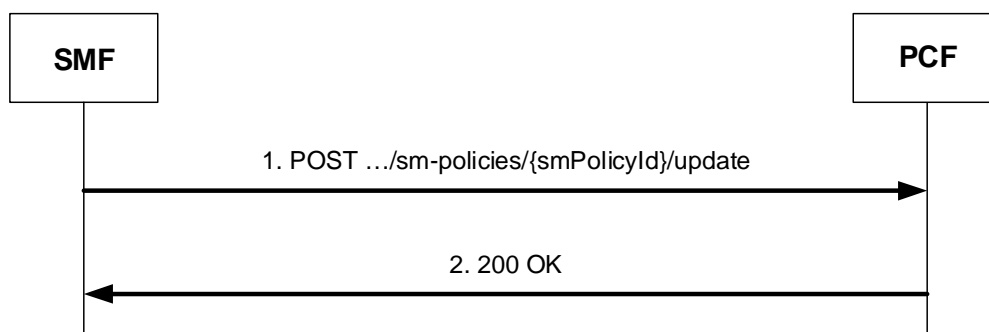 SMF
PCF
1. POST …/sm-policies/{smPolicyId}/update
2. 200 OK